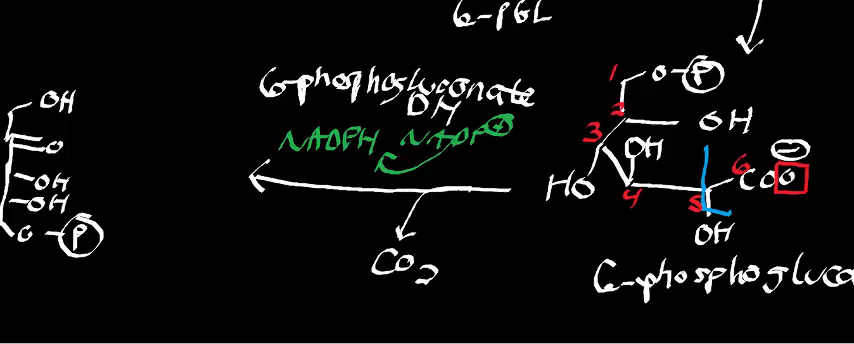 6-PGL
1
O-P
6-phosphogluconate
DH
2
OH
3
NADPH NADP+
OH
OH
O
HO
4
5
6
COO
−
OH
OH
O-P
OH
CO2
6-phosphogluco